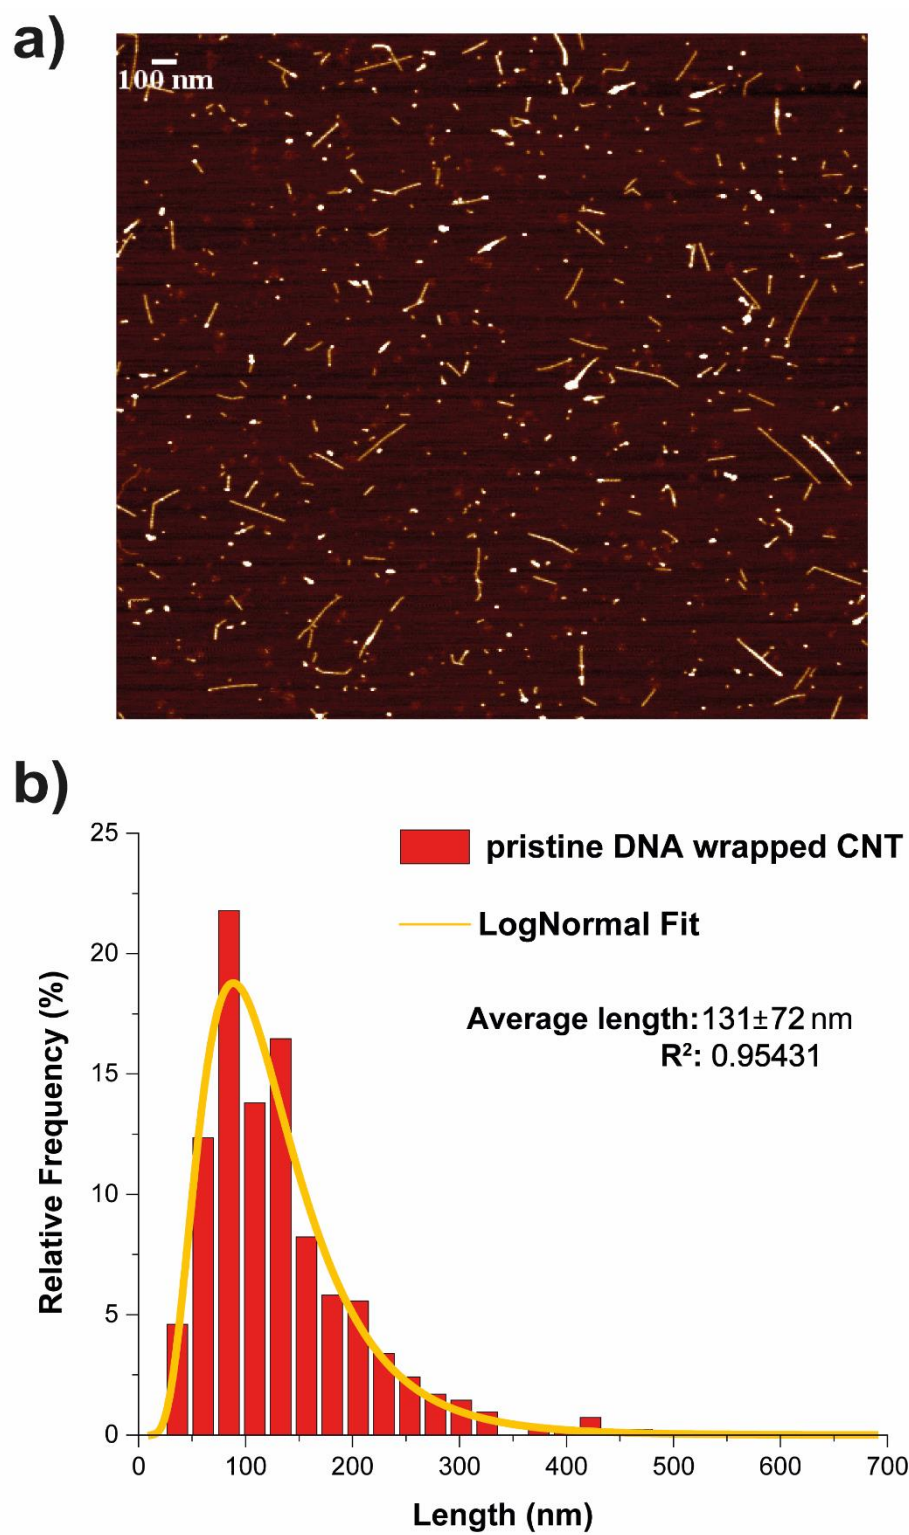 a)
100 nm
b)
pristine DNA wrapped CNT
LogNormal Fit
Average length:131±72 nm
R²: 0.95431
Relative Frequency (%)
25
20
15
10
5
0
0 100 200 300 400 500 600 700
Length (nm)